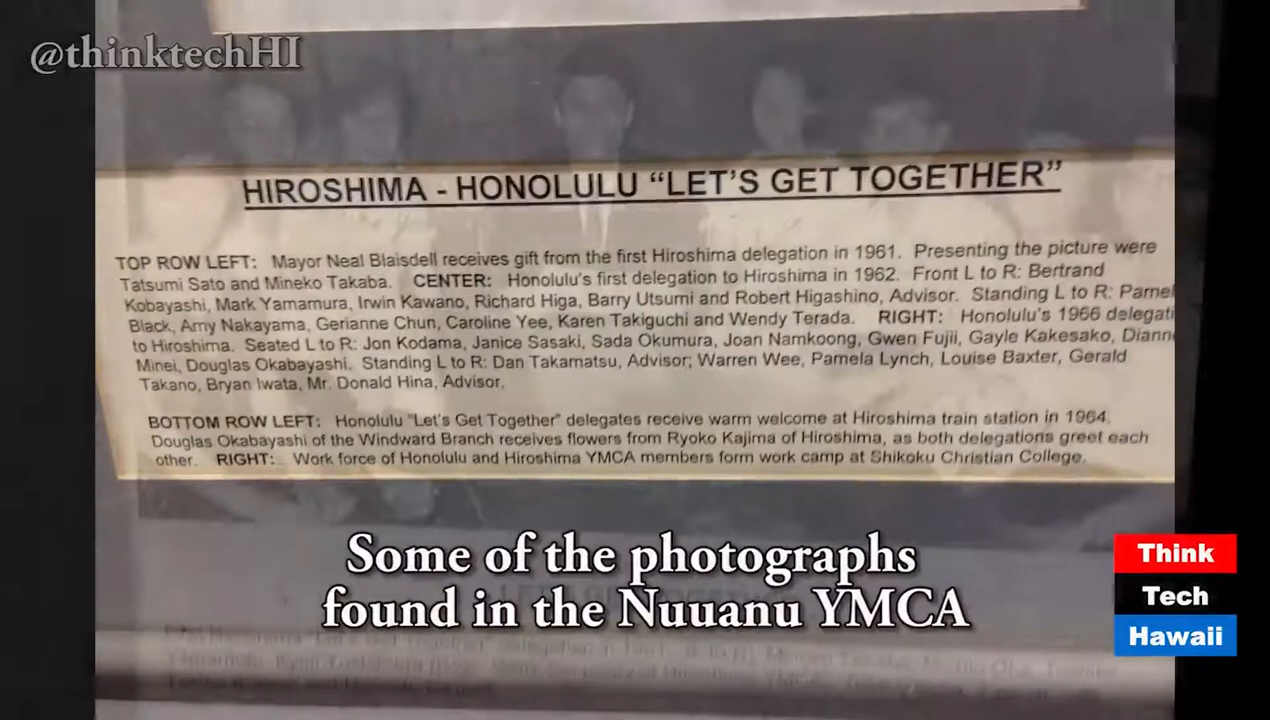 @thinktechHI
HIROSHIMA - HONOLULU “LET’S GET TOGETHER”
TOP ROW LEFT: Mayor Neal Blaisdell receives gift from the first Hiroshima delegation in 1961. Presenting the picture were
Tatsumi Sato and Mineko Takaba. CENTER: Honolulu’s first delegation to Hiroshima in 1962. Front L to R: Bertrand
Kobayashi, Mark Yamamura, Irwin Kawano, Richard Higa, Barry Utsumi and Robert Higashino, Advisor. Standing L to R: Pamel
Black, Amy Nakayama, Gerianne Chun, Caroline Yee, Karen Takiguchi and Wendy Terada. RIGHT: Honolulu’s 1966 delegati
to Hiroshima. Seated L to R: Jon Kodama, Janice Sasaki, Sada Okumura, Joan Namkoong, Gwen Fujii, Gayle Kakesako, Diann
Minei, Douglas Okabayashi. Standing L to R: Dan Takamatsu, Advisor; Warren Wee, Pamela Lynch, Louise Baxter, Gerald
Takano, Bryan Iwata, Mr. Donald Hina, Advisor.
BOTTOM ROW LEFT: Honolulu “Let’s Get Together” delegates receive warm welcome at Hiroshima train station in 1964.
Douglas Okabayashi of the Windward Branch receives flowers from Ryoko Kajima of Hiroshima, as both delegations greet each
other. RIGHT: Work force of Honolulu and Hiroshima YMCA members form work camp at Shikoku Christian College.
Some of the photographs
found in the Nuuanu YMCA
Think
Tech
Hawaii